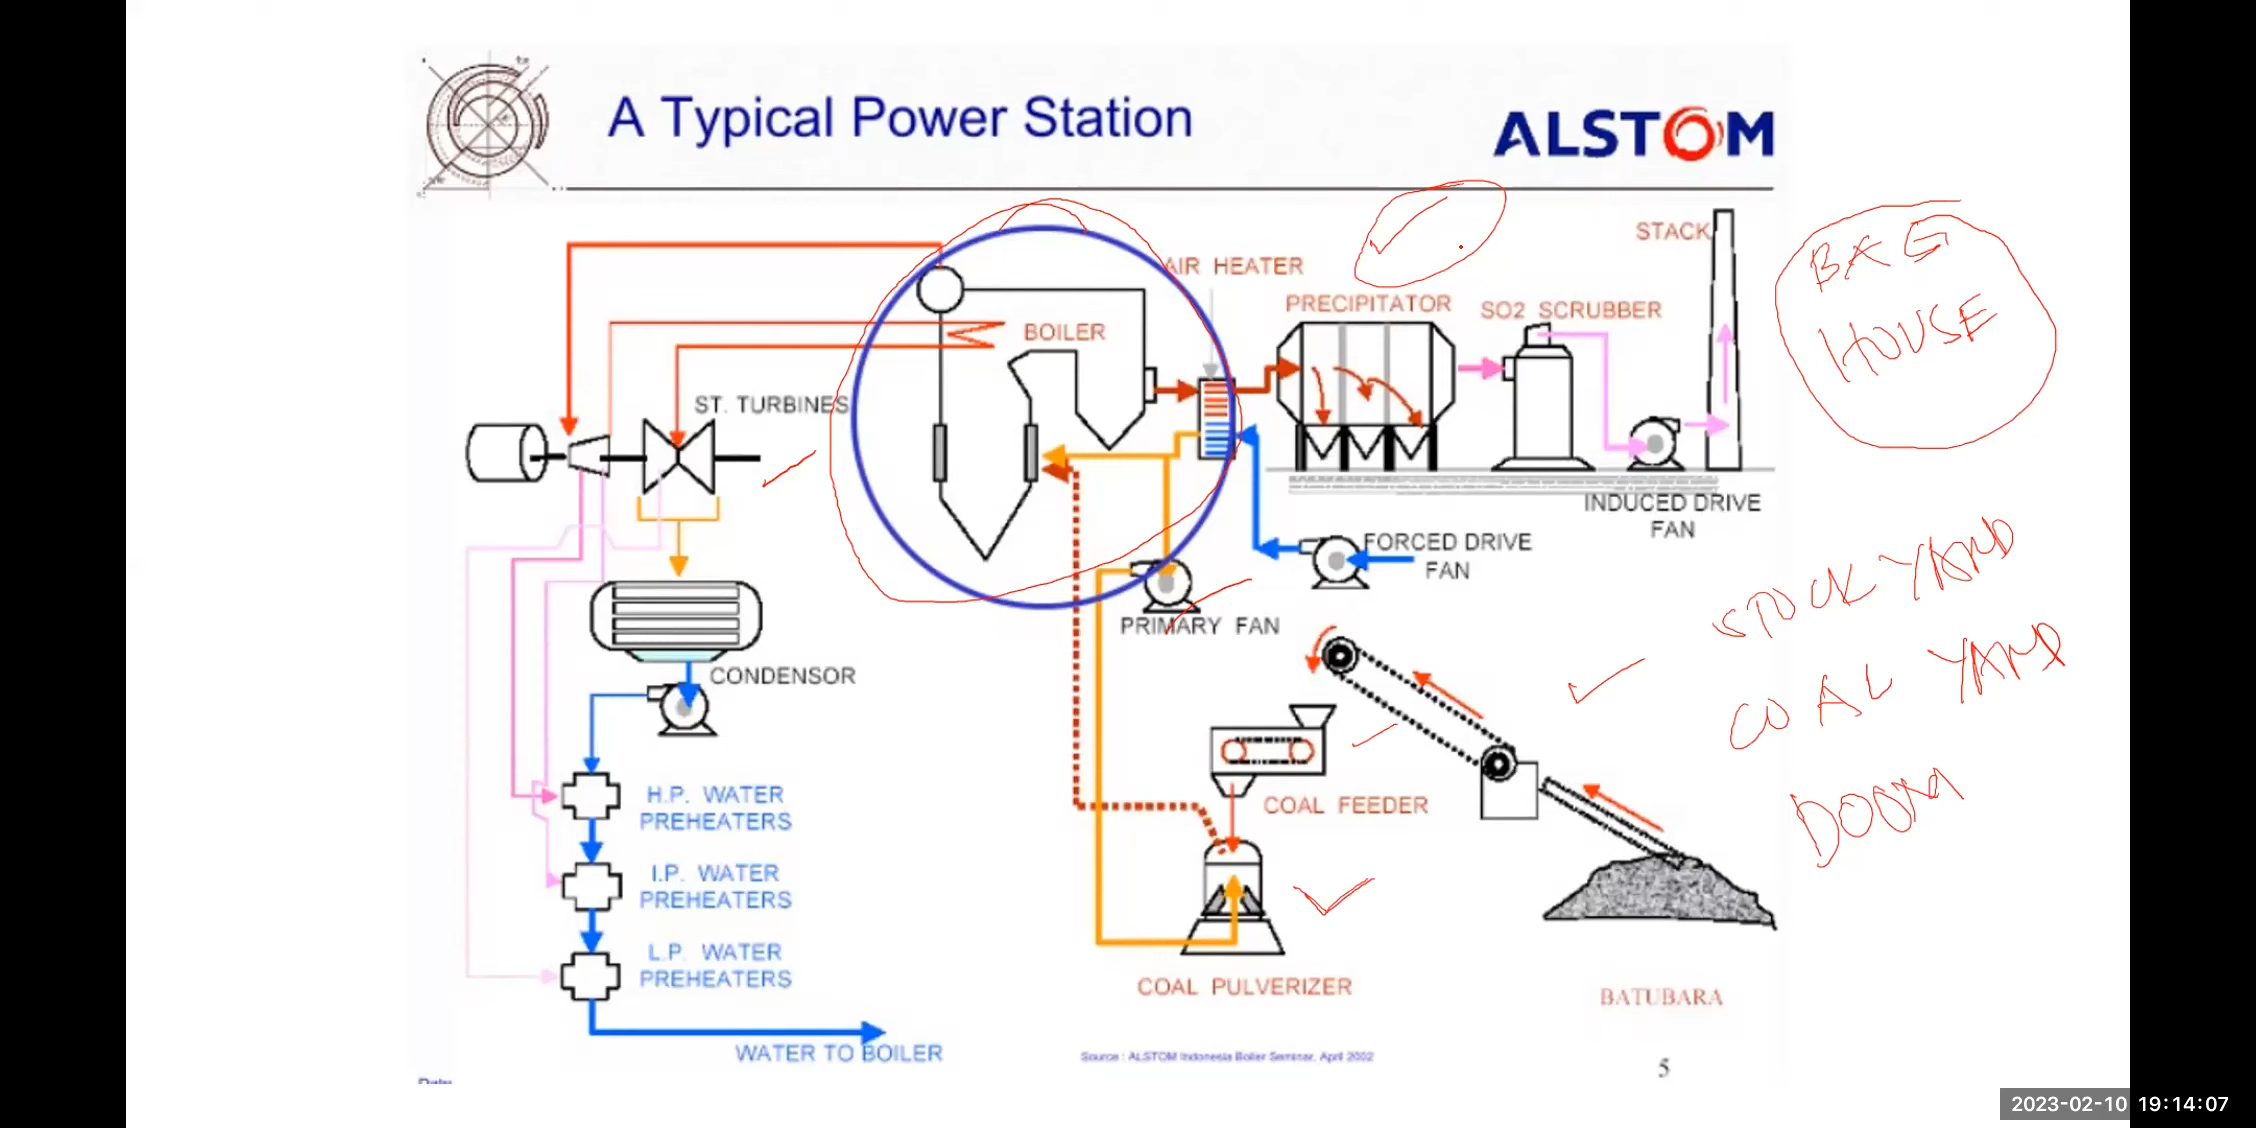 A Typical Power Station
ALSTOM
STACK
BAG
HOUSE
AIR HEATER
PRECIPITATOR
SO2 SCRUBBER
BOILER
ST. TURBINES
INDUCED DRIVE
FAN
FORCED DRIVE
FAN
PRIMARY FAN
STOCK YARD
COAL YARD
CONDENSOR
H.P. WATER
PREHEATERS
COAL FEEDER
I.P. WATER
PREHEATERS
L.P. WATER
PREHEATERS
COAL PULVERIZER
BATUBARA
WATER TO BOILER
Source : ALSTOM Indonesia Boiler Seminar, April 2002
5
2023-02-10 19:14:07